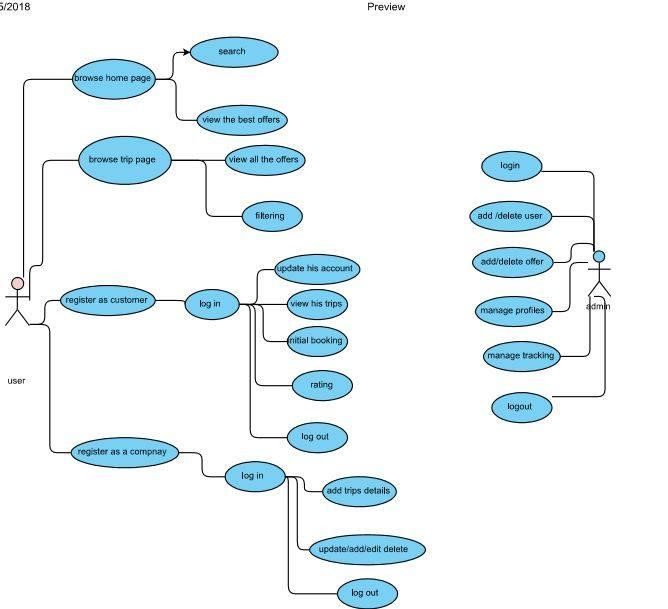 5/2018
Preview
search
browse home page
view the best offers
browse trip page
view all the offers
filtering
update his account
register as customer
log in
view his trips
nitial booking
rating
log out
user
register as a compnay
log in
add trips details
update/add/edit delete
log out
login
add /delete user
add/delete offer
manage profiles
admin
manage tracking
logout